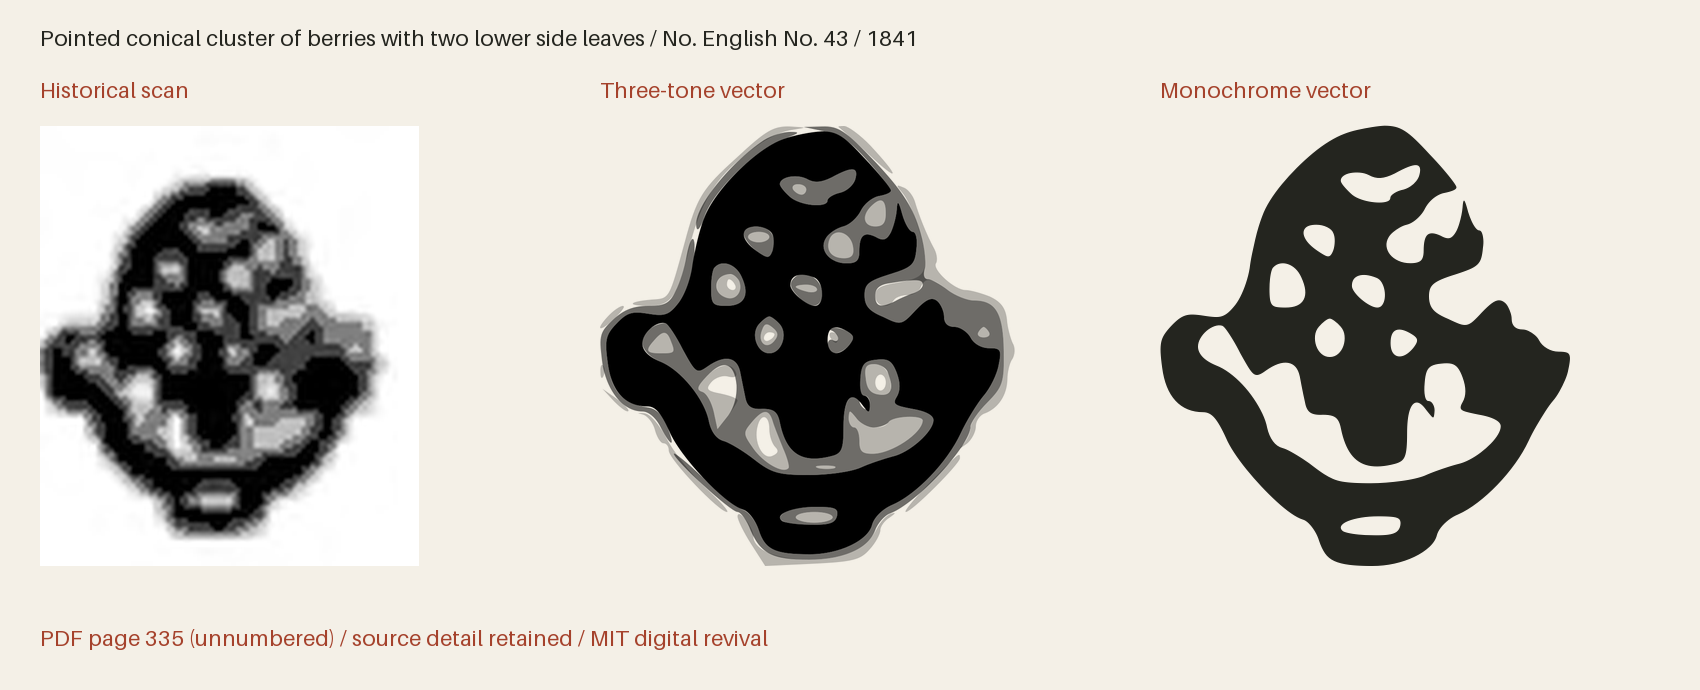 Pointed conical cluster of berries with two lower side leaves / No. English No. 43 / 1841
Historical scan
Three-tone vector
Monochrome vector
PDF page 335 (unnumbered) / source detail retained / MIT digital revival